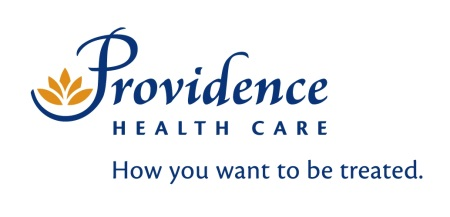 Providence
HEALTH CARE
How you want to be treated.